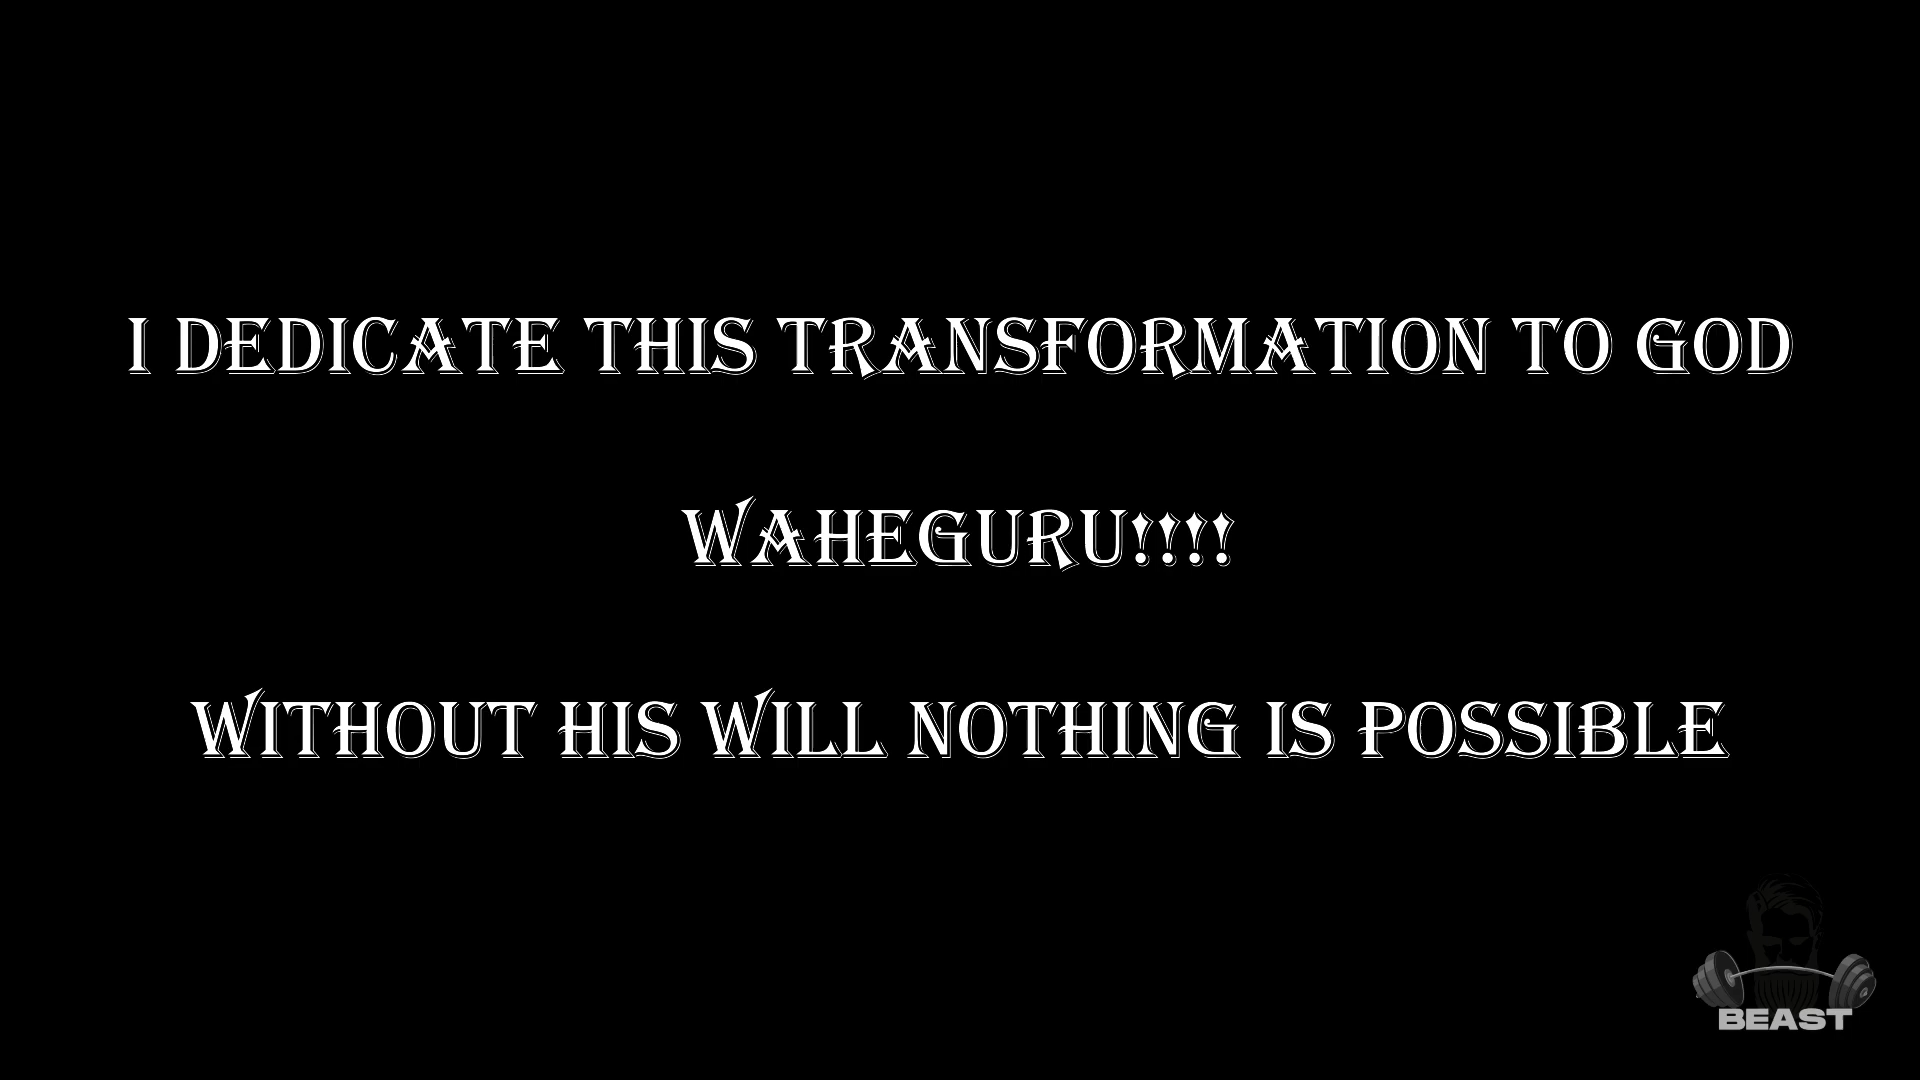 I DEDICATE THIS TRANSFORMATION TO GOD
WAHEGURU!!!!
WITHOUT HIS WILL NOTHING IS POSSIBLE
BEAST